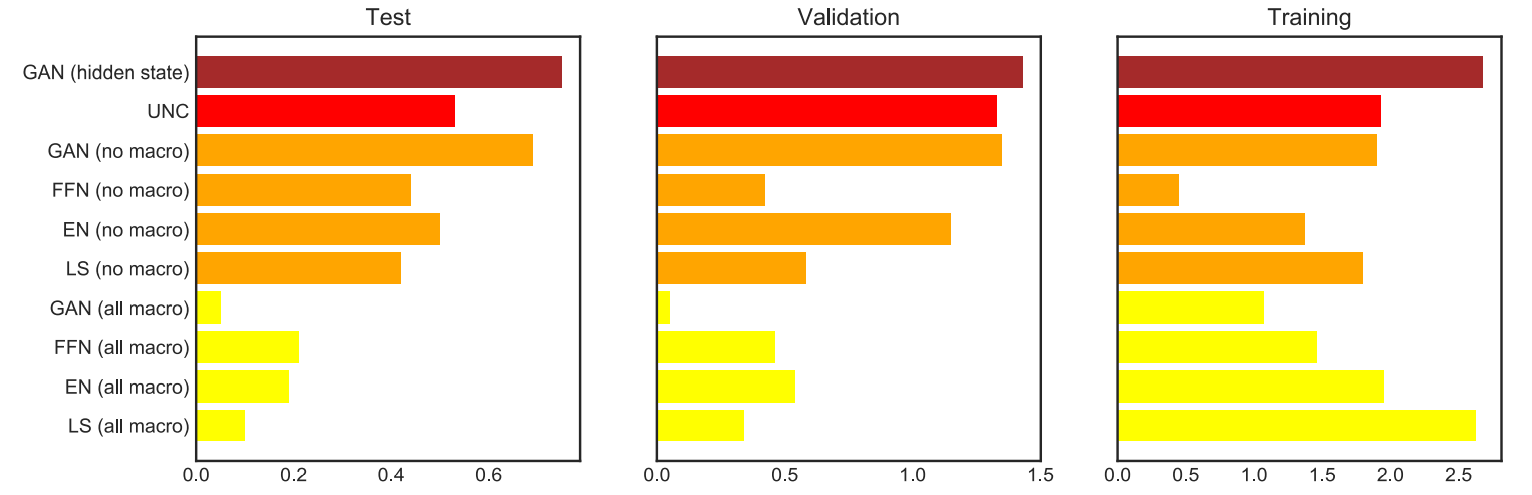 Test Validation Training
GAN (hidden state)
UNC
GAN (no macro)
FFN (no macro)
EN (no macro)
LS (no macro)
GAN (all macro)
FFN (all macro)
EN (all macro)
LS (all macro)
0.0 0.2 0.4 0.6 0.0 0.5 1.0 1.5 0.0 0.5 1.0 1.5 2.0 2.5